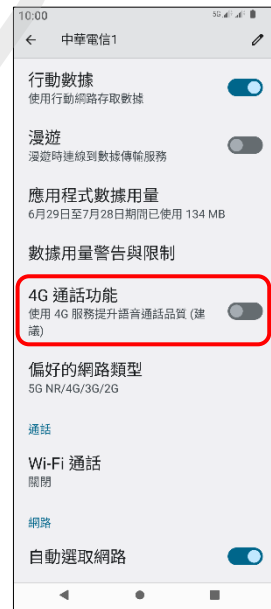 10:00
5G
中華電信1
行動數據
使用行動網路存取數據
漫遊
漫遊時連線到數據傳輸服務
應用程式數據用量
6月29日至7月28日期間已使用 134 MB
數據用量警告與限制
4G 通話功能
使用 4G 服務提升語音通話品質 (建
議)
偏好的網路類型
5G NR/4G/3G/2G
通話
Wi-Fi 通話
關閉
網路
自動選取網路